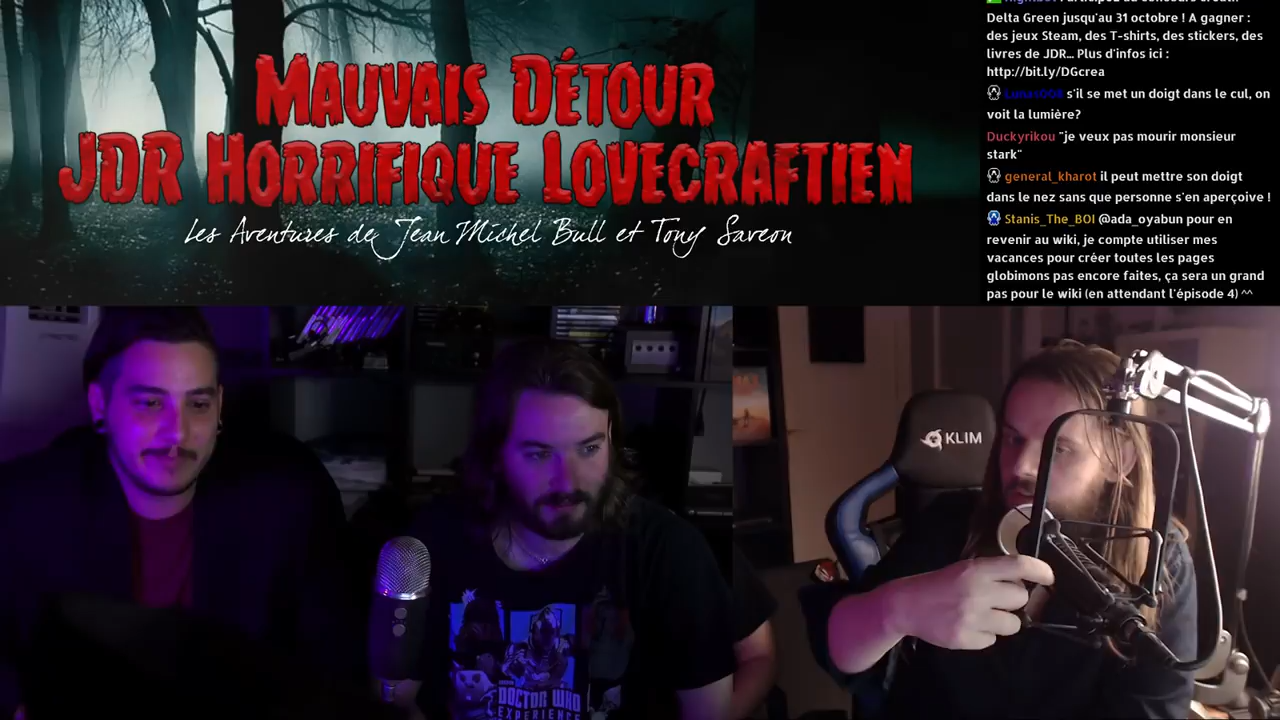 MAUVAIS DÉTOUR
JDR HORRIFIQUE LOVECRAFTIEN
Les Aventures de Jean Michel Bull et Tony Saveon
Delta Green jusqu'au 31 octobre ! A gagner :
des jeux Steam, des T-shirts, des stickers, des
livres de JDR... Plus d'infos ici :
http://bit.ly/DGcrea
s'il se met un doigt dans le cul, on
voit la lumière?
Duckyrikou "je veux pas mourir monsieur
stark"
general_kharot il peut mettre son doigt
dans le nez sans que personne s'en aperçoive !
Stanis_The_BOI @ada_oyabun pour en
revenir au wiki, je compte utiliser mes
vacances pour créer toutes les pages
globimons pas encore faites, ça sera un grand
pas pour le wiki (en attendant l'épisode 4) ^^
KLIM
DOCTOR WHO
EXPERIENCE